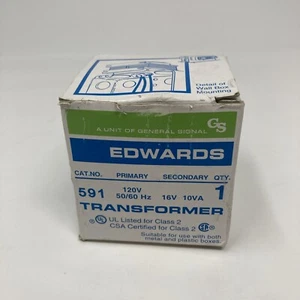 Detail of
Wall Box
Mounting
GS
A UNIT OF GENERAL SIGNAL
EDWARDS
CAT.NO. PRIMARY SECONDARY QTY.
591 120V 50/60 Hz 16V 10VA 1
TRANSFORMER
UL Listed for Class 2
CSA Certified for Class 2
Suitable for use with both
metal and plastic boxes.